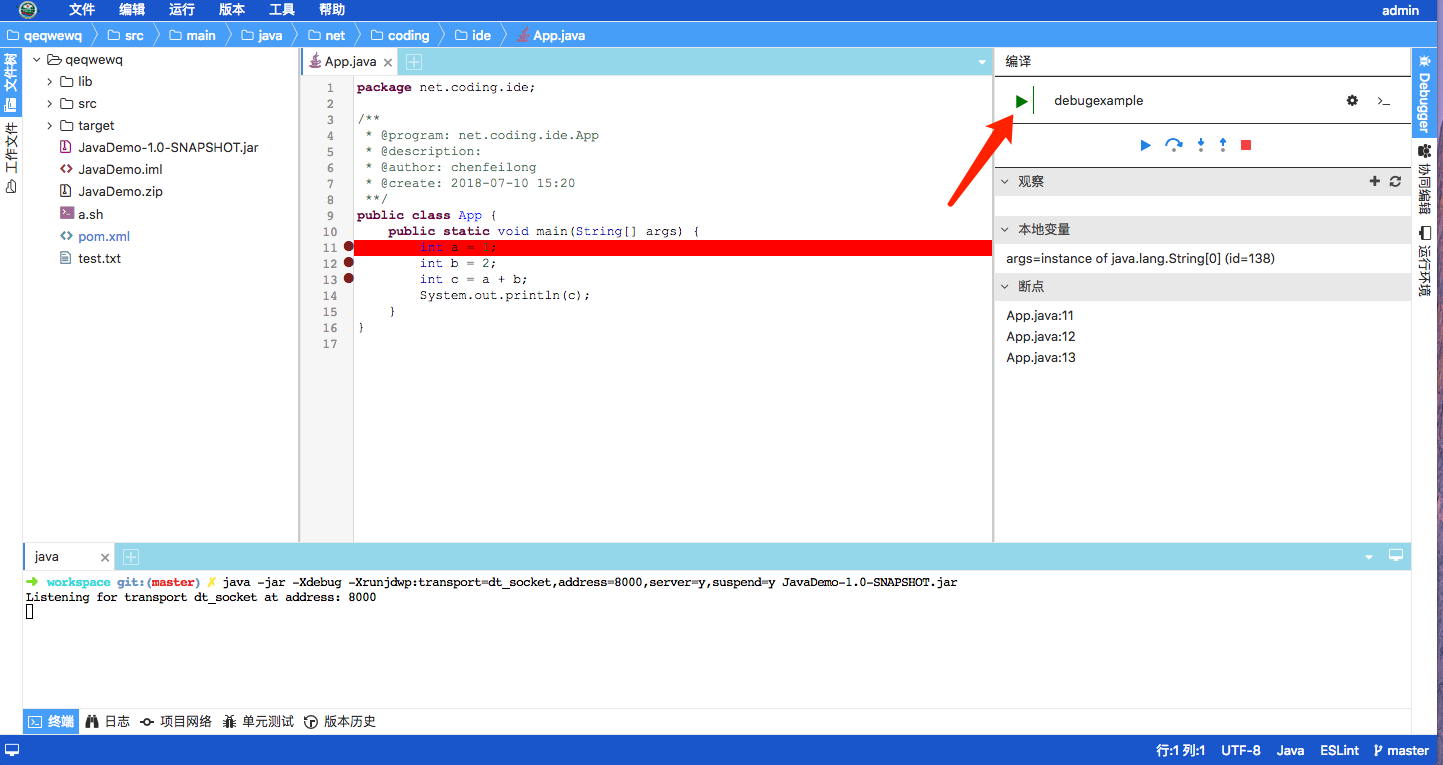 文件 编辑 运行 版本 工具 帮助 admin
qeqwewq src main java net coding ide App.java
文件树
工作文件
qeqwewq
lib
src
target
JavaDemo-1.0-SNAPSHOT.jar
JavaDemo.iml
JavaDemo.zip
a.sh
pom.xml
test.txt
App.java
1 package net.coding.ide;
2
3 /**
4 * @program: net.coding.ide.App
5 * @description:
6 * @author: chenfeilong
7 * @create: 2018-07-10 15:20
8 **/
9 public class App {
10 public static void main(String[] args) {
11 int a = 1;
12 int b = 2;
13 int c = a + b;
14 System.out.println(c);
15 }
16 }
17
编译
debugexample
观察
本地变量
args=instance of java.lang.String[0] (id=138)
断点
App.java:11
App.java:12
App.java:13
Debugger
协同编辑
运行环境
java
➜ workspace git:(master) ✗ java -jar -Xdebug -Xrunjdwp:transport=dt_socket,address=8000,server=y,suspend=y JavaDemo-1.0-SNAPSHOT.jar
Listening for transport dt_socket at address: 8000
终端 日志 项目网络 单元测试 版本历史
行:1 列:1 UTF-8 Java ESLint master